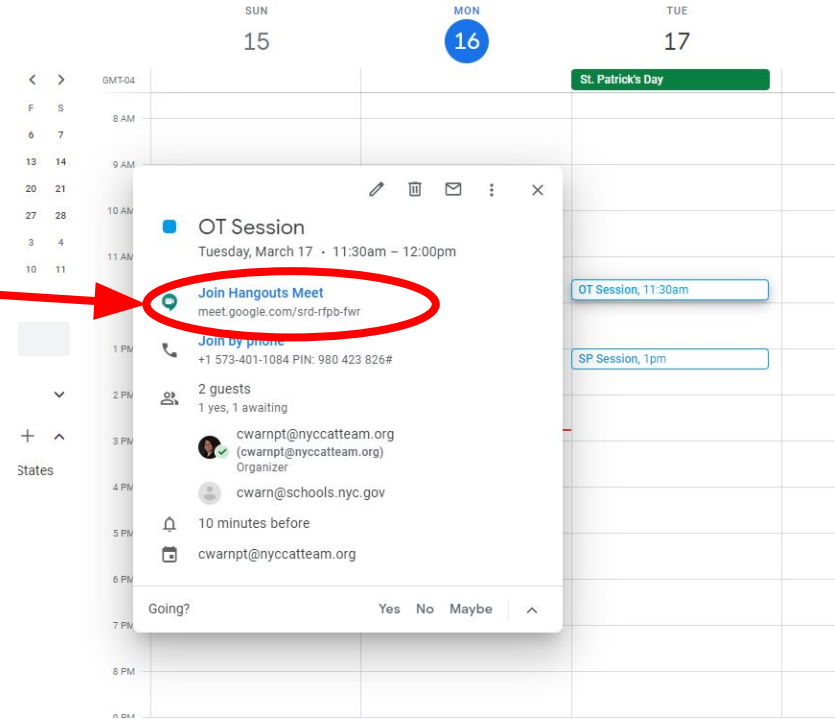 SUN MON TUE
15 16 17
GMT-04 St. Patrick's Day
F S
6 7
13 14
20 21
27 28
3 4
10 11
8 AM
9 AM
10 AM
11 AM
1 PM
2 PM
3 PM
4 PM
5 PM
6 PM
7 PM
8 PM
9 PM
States
OT Session
Tuesday, March 17 • 11:30am – 12:00pm
Join Hangouts Meet
meet.google.com/srd-rfpb-fwr
Join by phone
+1 573-401-1084 PIN: 980 423 826#
2 guests
1 yes, 1 awaiting
cwarnpt@nyccatteam.org
(cwarnpt@nyccatteam.org)
Organizer
cwarn@schools.nyc.gov
10 minutes before
cwarnpt@nyccatteam.org
Going? Yes No Maybe
OT Session, 11:30am
SP Session, 1pm